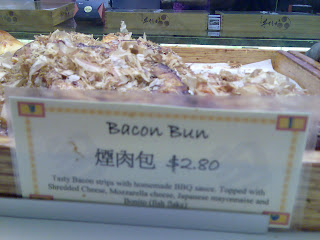 Bacon Bun
煙肉包 $2.80
Tasty Bacon strips with homemade BBQ sauce. Topped with
Shredded Cheese, Mozzarella cheese, Japanese mayonnaise and
Bonito (fish flake)